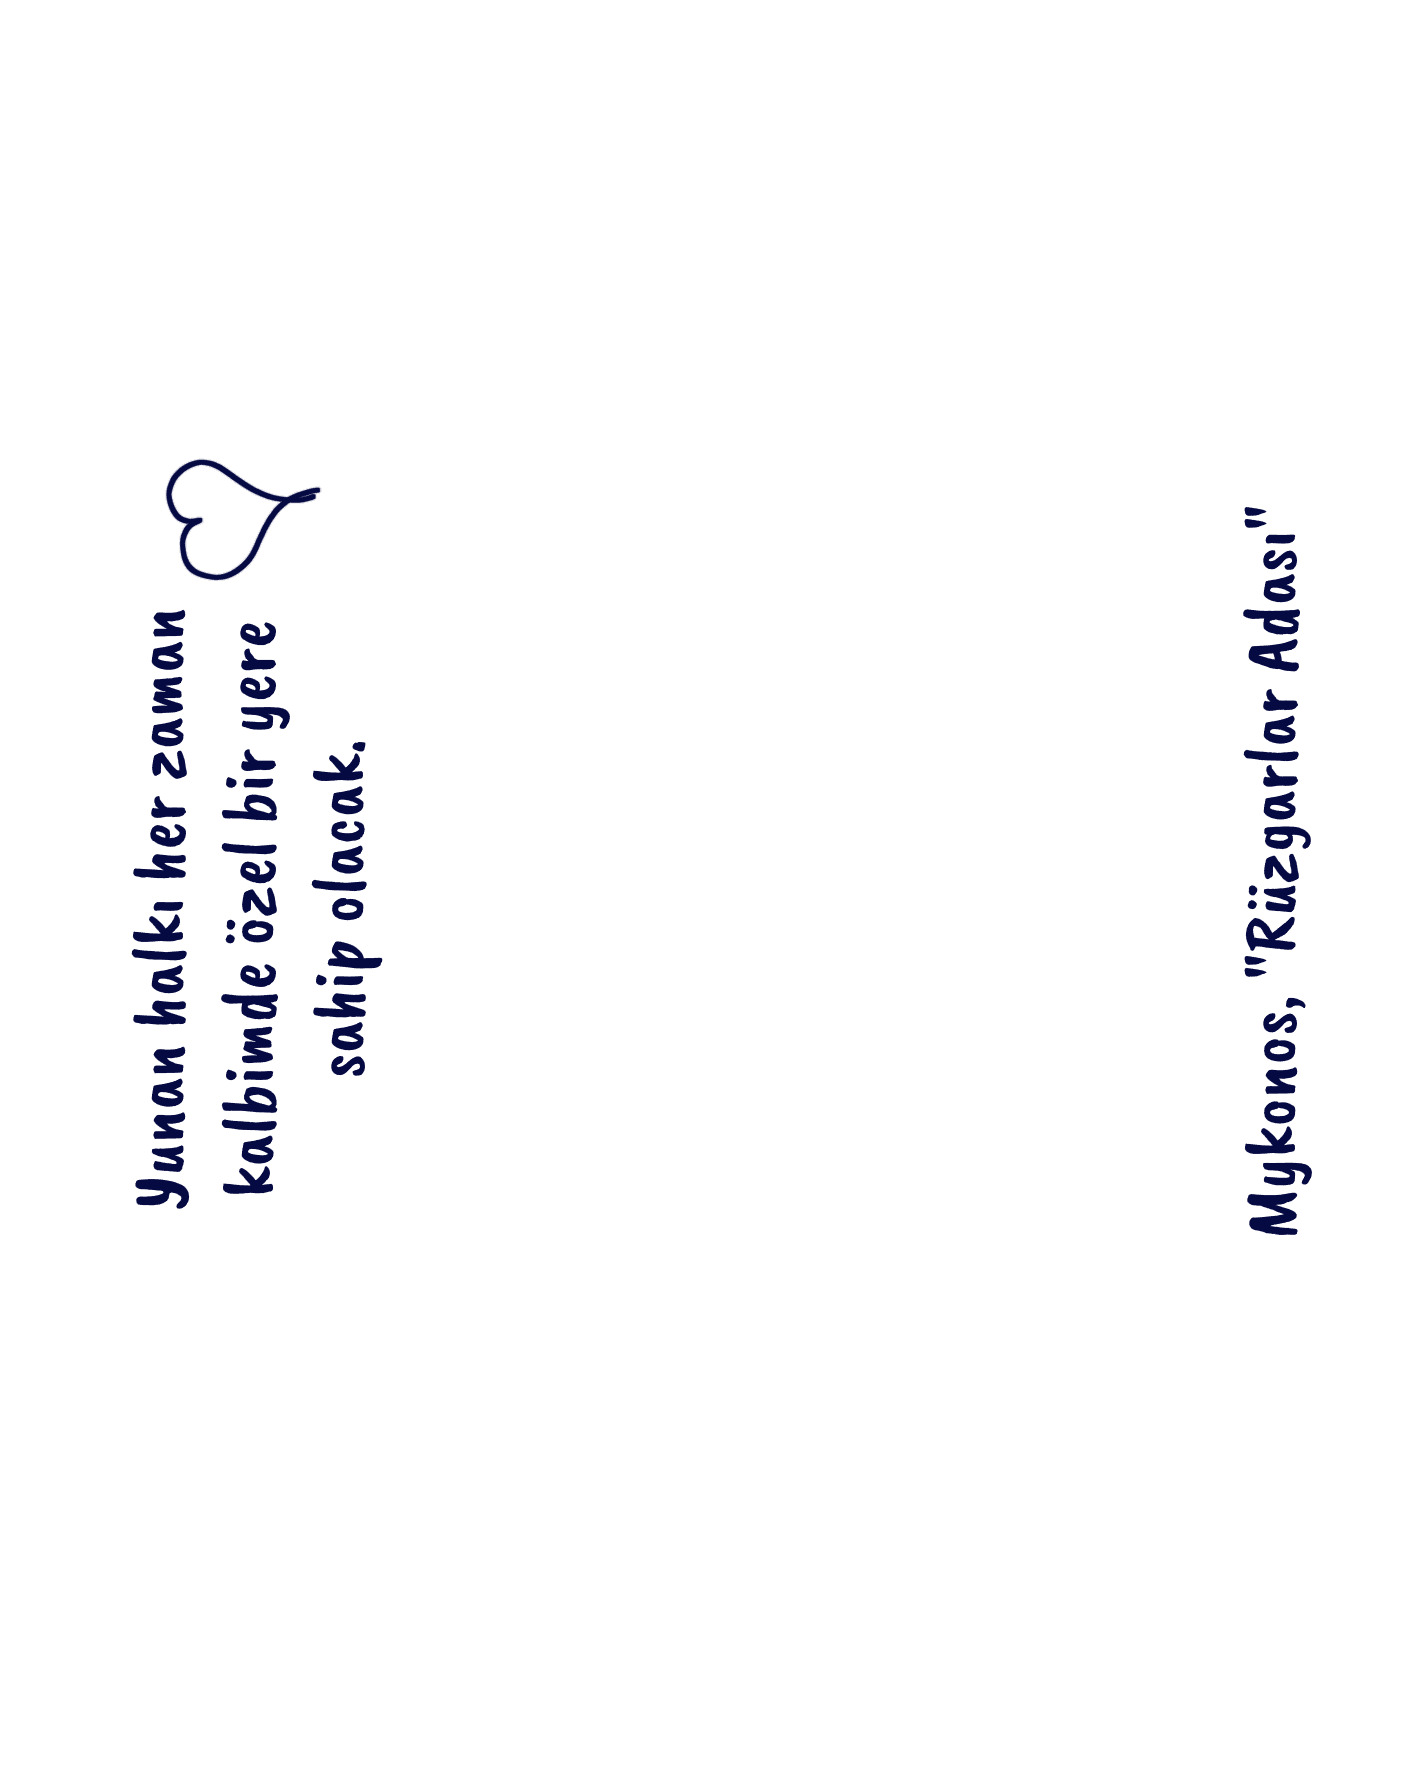 Yunan halkı her zaman
kalbimde özel bir yere
sahip olacak.
Mykonos, "Rüzgarlar Adası"